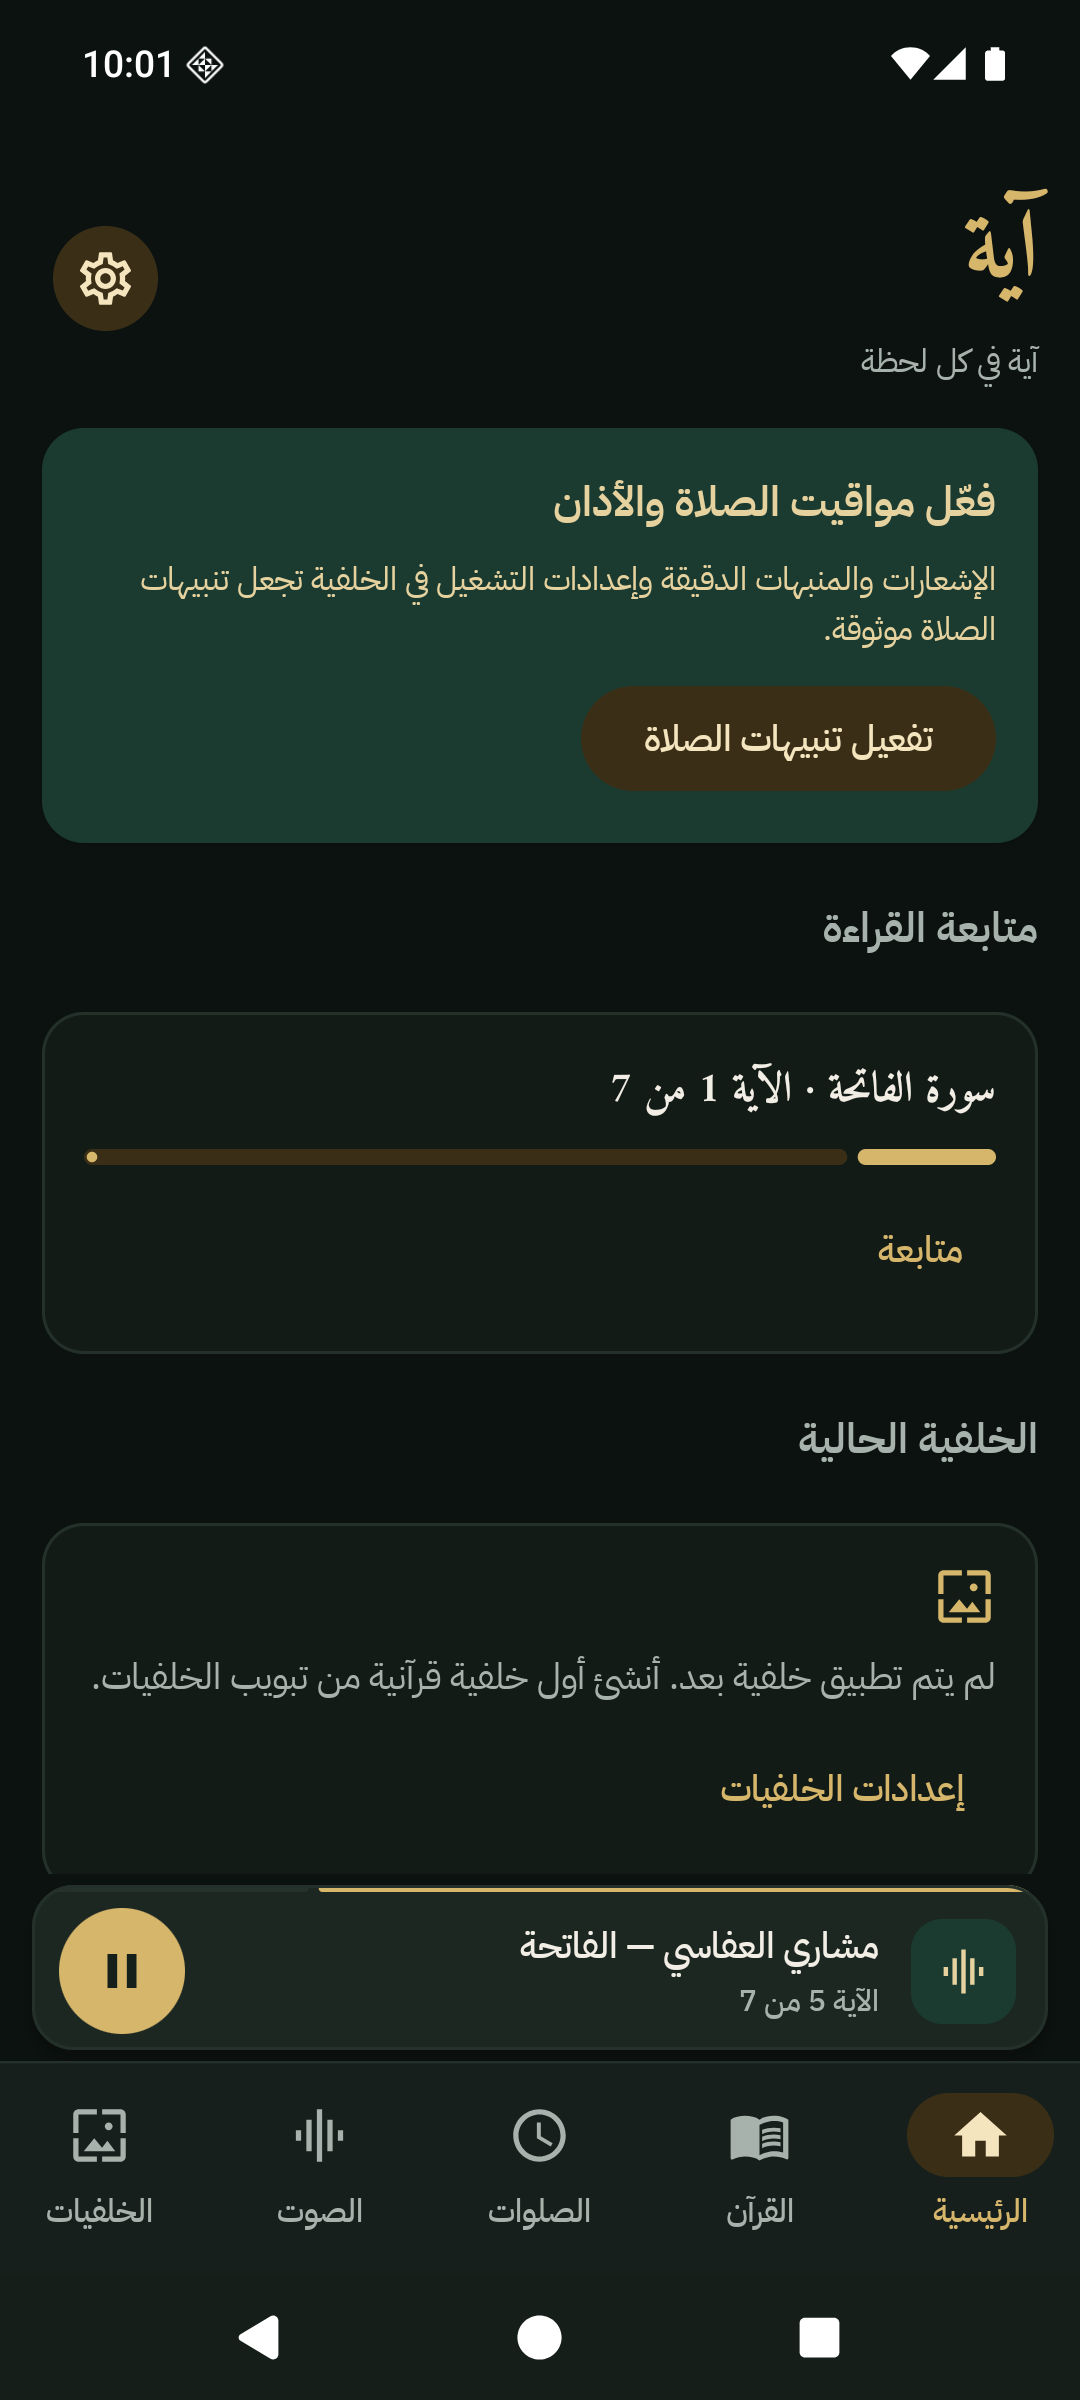 10:01
آية
آية في كل لحظة
فعّل مواقيت الصلاة والأذان
الإشعارات والمنبهات الدقيقة وإعدادات التشغيل في الخلفية تجعل تنبيهات
الصلاة موثوقة.
تفعيل تنبيهات الصلاة
متابعة القراءة
سورة الفاتحة · الآية 1 من 7
متابعة
الخلفية الحالية
لم يتم تطبيق خلفية بعد. أنشئ أول خلفية قرآنية من تبويب الخلفيات.
إعدادات الخلفيات
مشاري العفاسي — الفاتحة
الآية 5 من 7
الرئيسية
القرآن
الصلوات
الصوت
الخلفيات